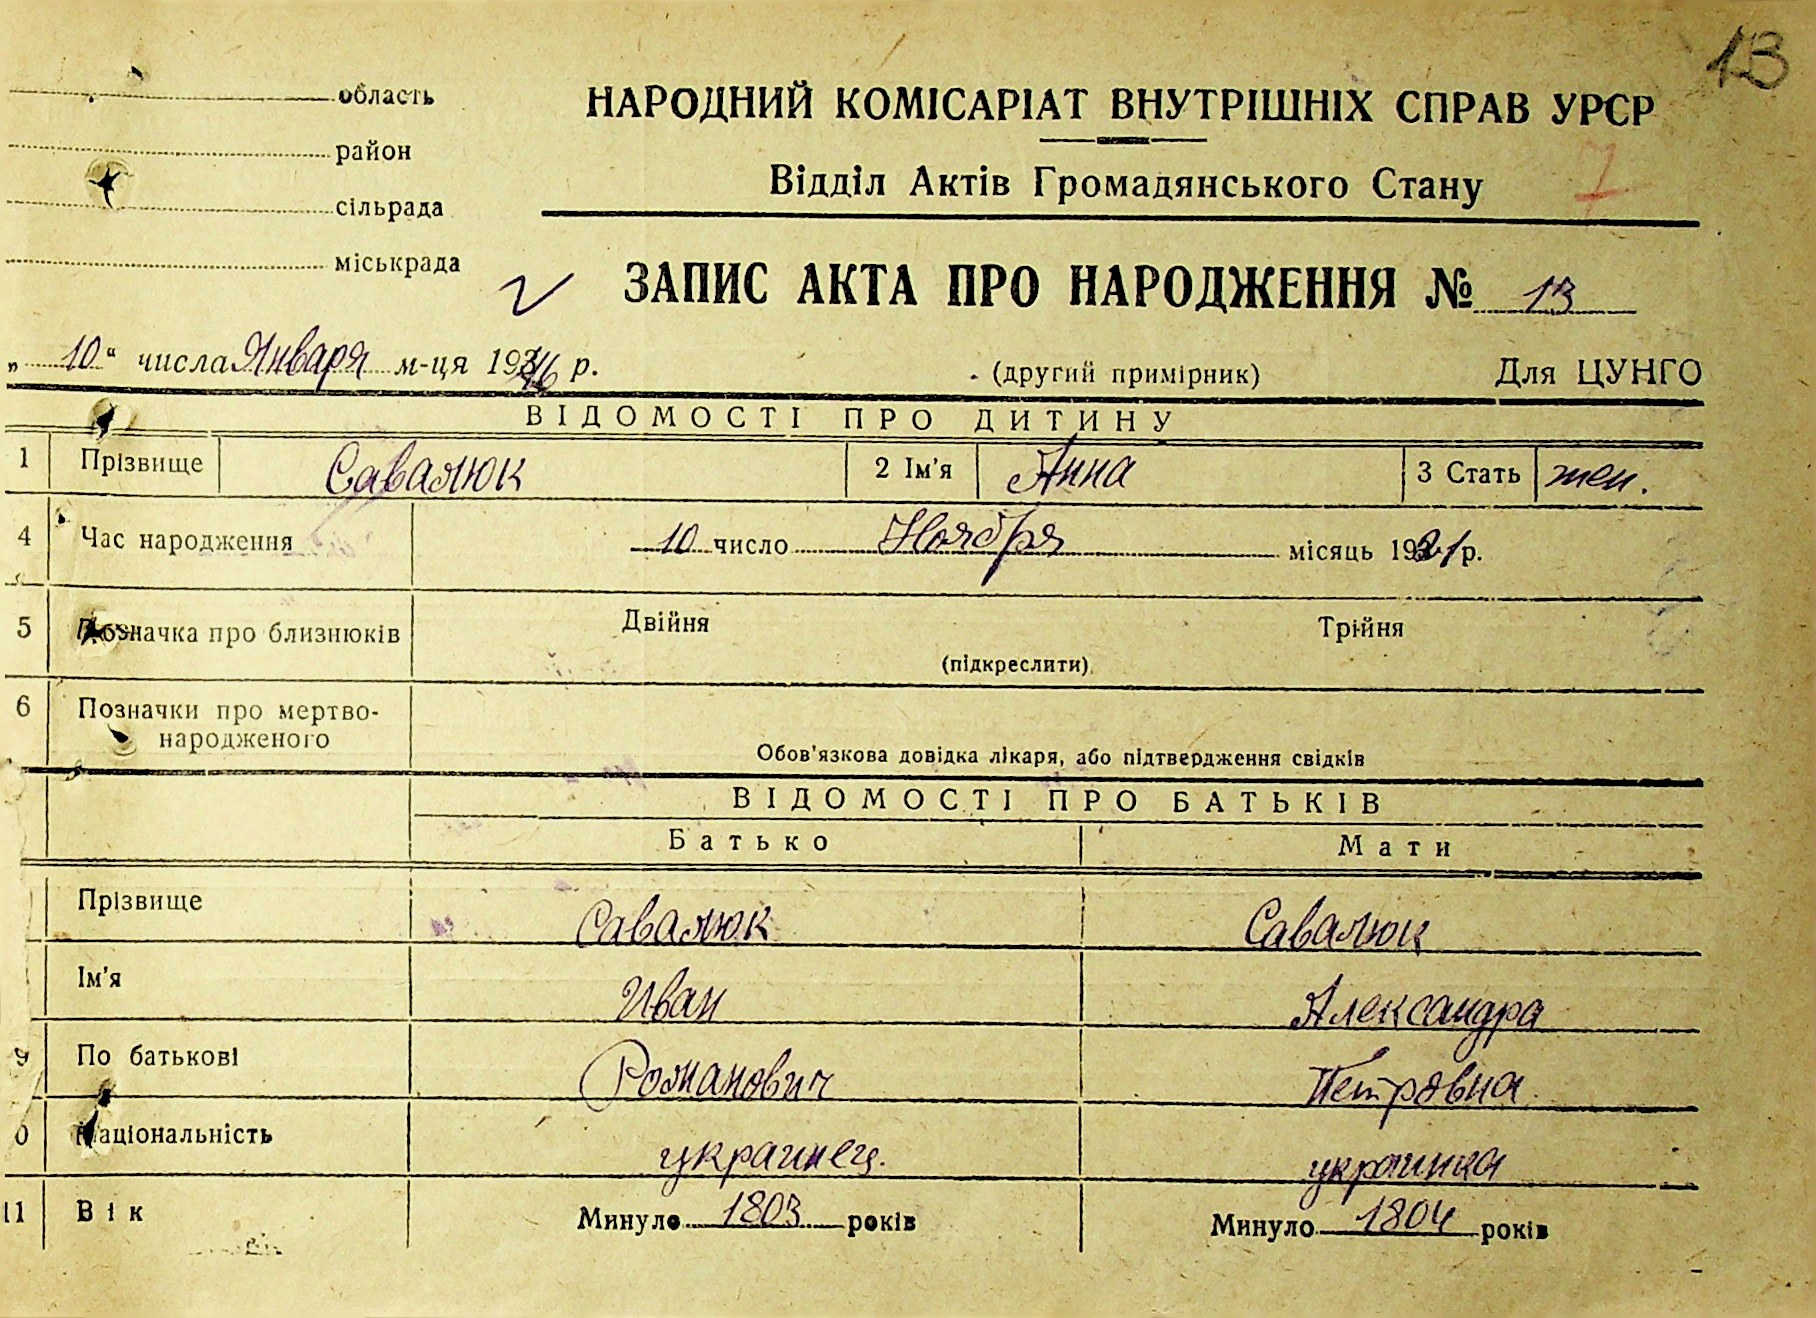 13
область
НАРОДНИЙ КОМІСАРІАТ ВНУТРІШНІХ СПРАВ УРСР
район
Відділ Актів Громадянського Стану
7
сільрада
міськрада
ЗАПИС АКТА ПРО НАРОДЖЕННЯ № 13
„ 10 “ числа Января м-ця 1946 р. (другий примірник) Для ЦУНГО
ВІДОМОСТІ ПРО ДИТИНУ
1 Прізвище Савалюк 2 Ім'я Анна 3 Стать жен.
4 Час народження 10 число Ноября місяць 1921 р.
5 Позначка про близнюків Двійня Трійня
(підкреслити)
6 Позначки про мертво-
народженого
Обов'язкова довідка лікаря, або підтвердження свідків
ВІДОМОСТІ ПРО БАТЬКІВ
Батько Мати
Прізвище Савалюк Савалюк
Ім'я Иван Александра
9 По батькові Романович Петровна
0 Національність украинец. украинка
11 Вік Минуло 1803 років Минуло 1804 років